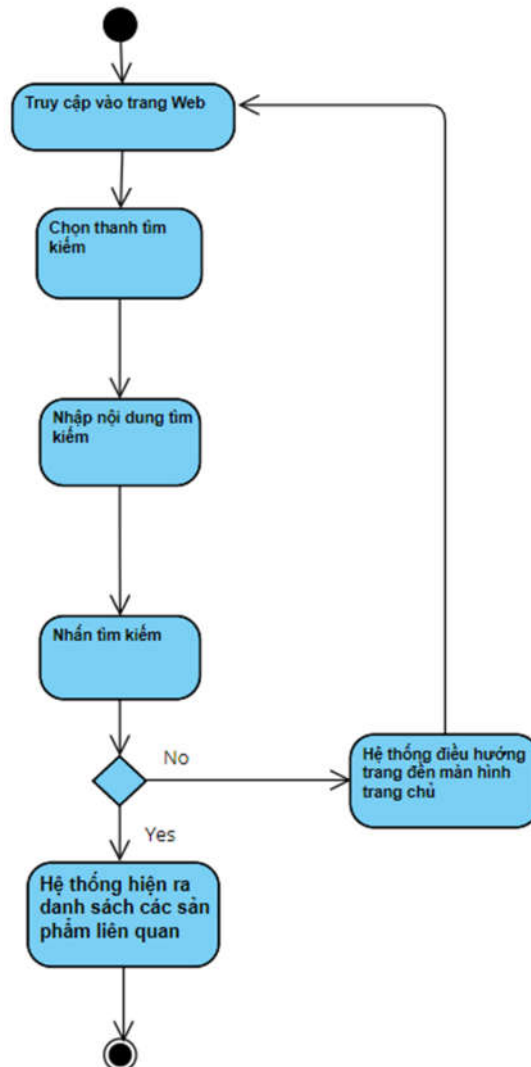 Truy cập vào trang Web
Chọn thanh tìm
kiếm
Nhập nội dung tìm
kiếm
Nhấn tìm kiếm
No
Hệ thống điều hướng
trang đến màn hình
trang chủ
Yes
Hệ thống hiện ra
danh sách các sản
phẩm liên quan